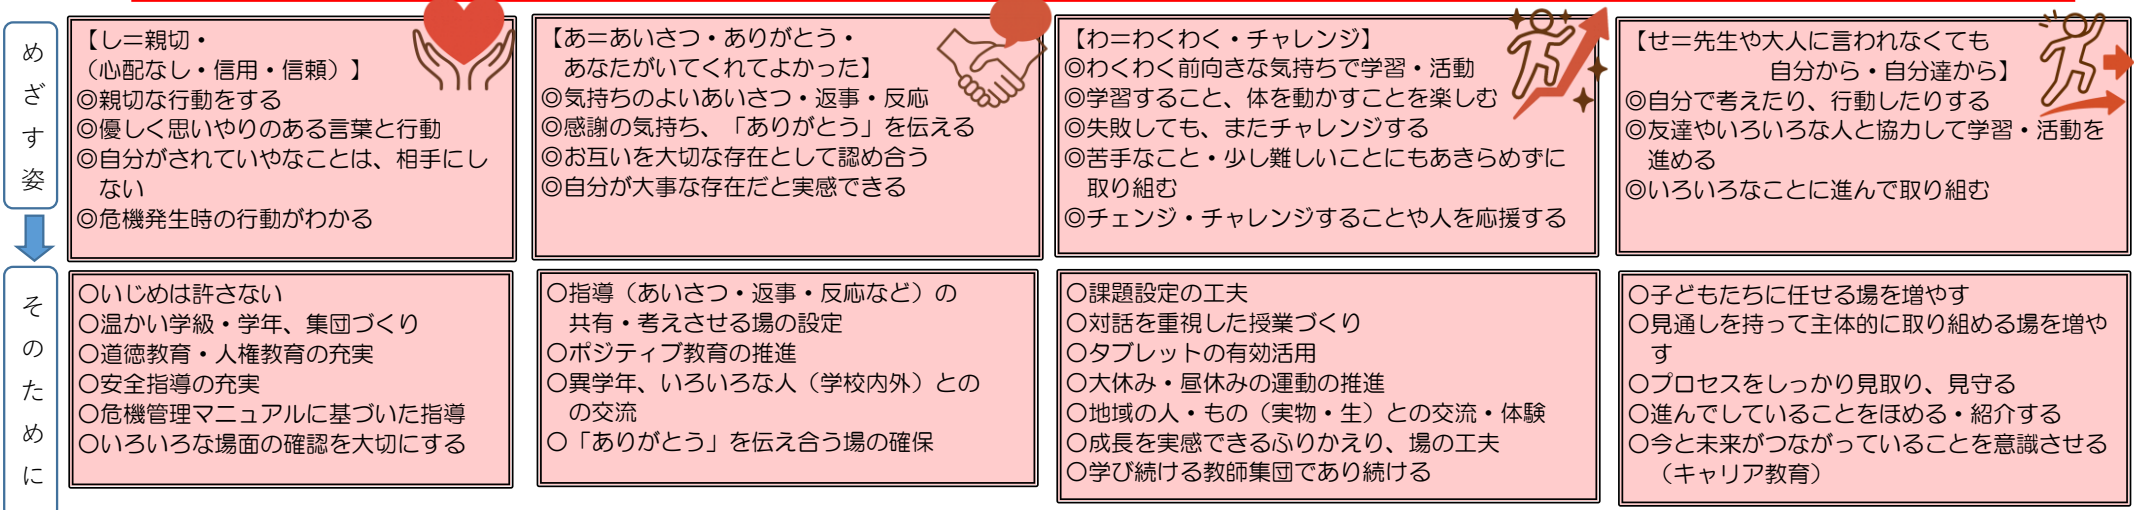 めざす姿
【し＝親切・
（心配なし・信用・信頼）】
◎親切な行動をする
◎優しく思いやりのある言葉と行動
◎自分がされていやなことは、相手にし
ない
◎危機発生時の行動がわかる
【あ＝あいさつ・ありがとう・
あなたがいてくれてよかった】
◎気持ちのよいあいさつ・返事・反応
◎感謝の気持ち、「ありがとう」を伝える
◎お互いを大切な存在として認め合う
◎自分が大事な存在だと実感できる
【わ＝わくわく・チャレンジ】
◎わくわく前向きな気持ちで学習・活動
◎学習すること、体を動かすことを楽しむ
◎失敗しても、またチャレンジする
◎苦手なこと・少し難しいことにもあきらめずに
取り組む
◎チェンジ・チャレンジすることや人を応援する
【せ＝先生や大人に言われなくても
自分から・自分達から】
◎自分で考えたり、行動したりする
◎友達やいろいろな人と協力して学習・活動を
進める
◎いろいろなことに進んで取り組む
そのために
〇いじめは許さない
〇温かい学級・学年、集団づくり
〇道徳教育・人権教育の充実
〇安全指導の充実
〇危機管理マニュアルに基づいた指導
〇いろいろな場面の確認を大切にする
〇指導（あいさつ・返事・反応など）の
共有・考えさせる場の設定
〇ポジティブ教育の推進
〇異学年、いろいろな人（学校内外）との
の交流
〇「ありがとう」を伝え合う場の確保
〇課題設定の工夫
〇対話を重視した授業づくり
〇タブレットの有効活用
〇大休み・昼休みの運動の推進
〇地域の人・もの（実物・生）との交流・体験
〇成長を実感できるふりかえり、場の工夫
〇学び続ける教師集団であり続ける
〇子どもたちに任せる場を増やす
〇見通しを持って主体的に取り組める場を増や
す
〇プロセスをしっかり見取り、見守る
〇進んでしていることをほめる・紹介する
〇今と未来がつながっていることを意識させる
（キャリア教育）